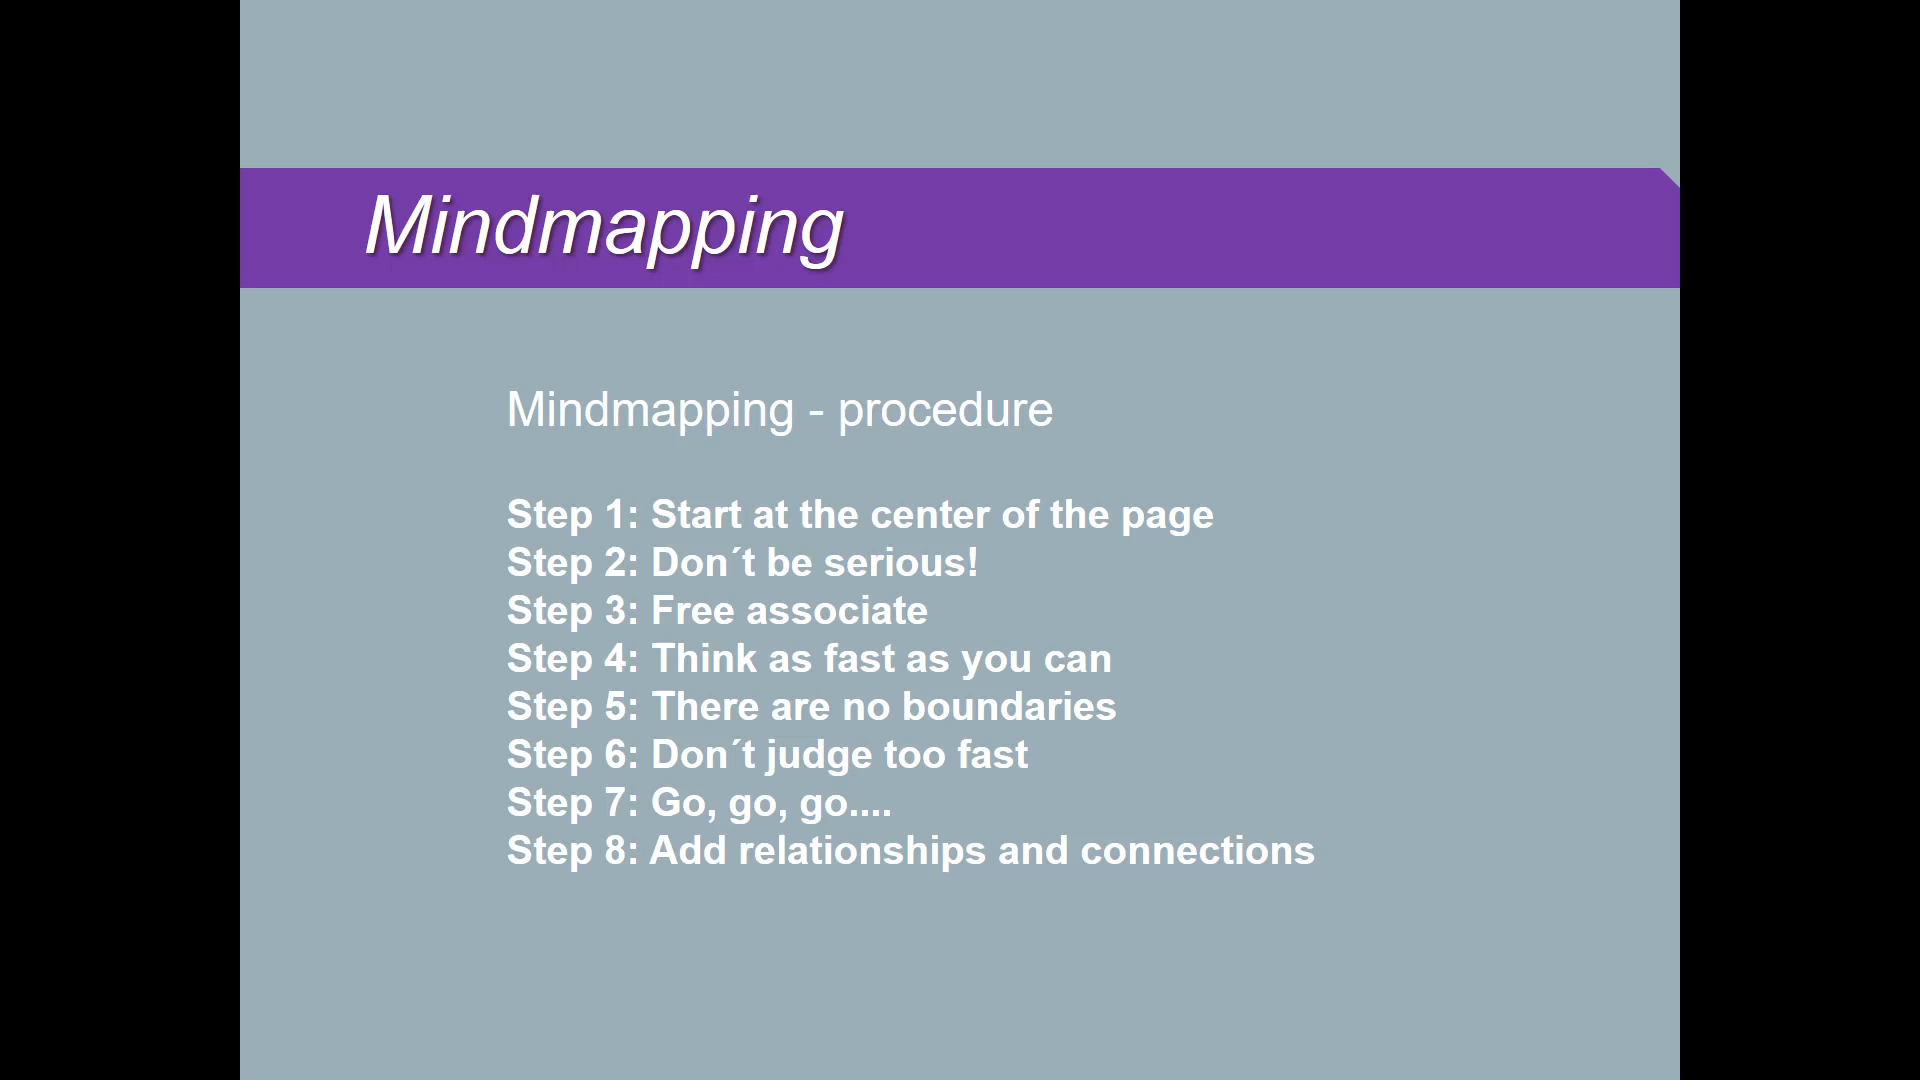 Mindmapping
Mindmapping - procedure
Step 1: Start at the center of the page
Step 2: Don´t be serious!
Step 3: Free associate
Step 4: Think as fast as you can
Step 5: There are no boundaries
Step 6: Don´t judge too fast
Step 7: Go, go, go....
Step 8: Add relationships and connections